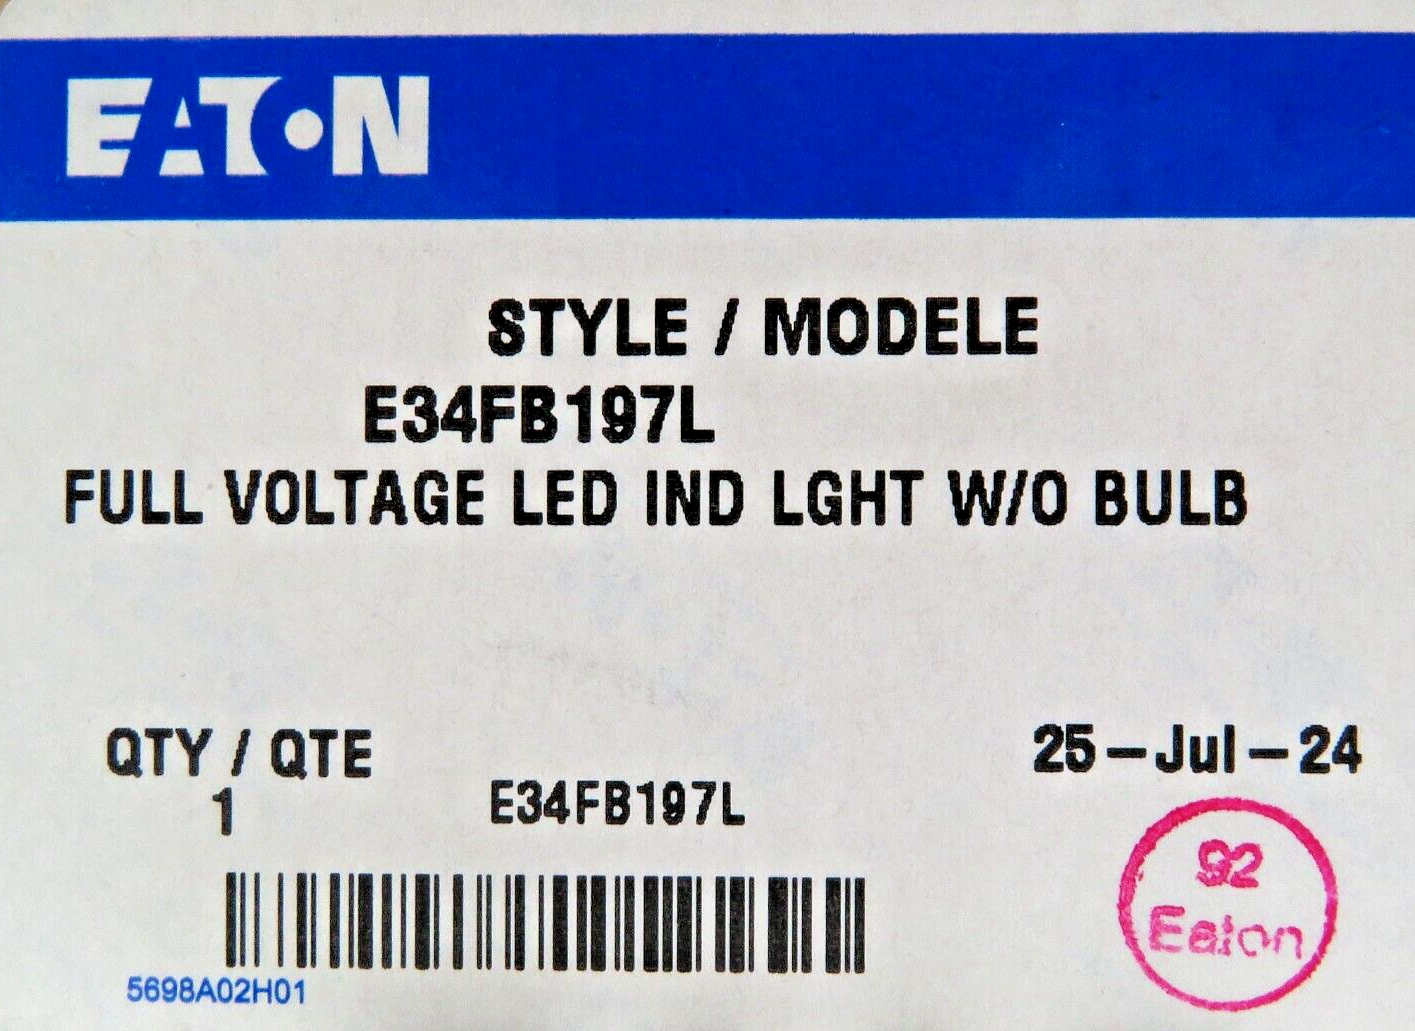 EATON
STYLE / MODELE
E34FB197L
FULL VOLTAGE LED IND LGHT W/O BULB
QTY / QTE
1
E34FB197L
25-Jul-24
92
Eaton
5698A02H01